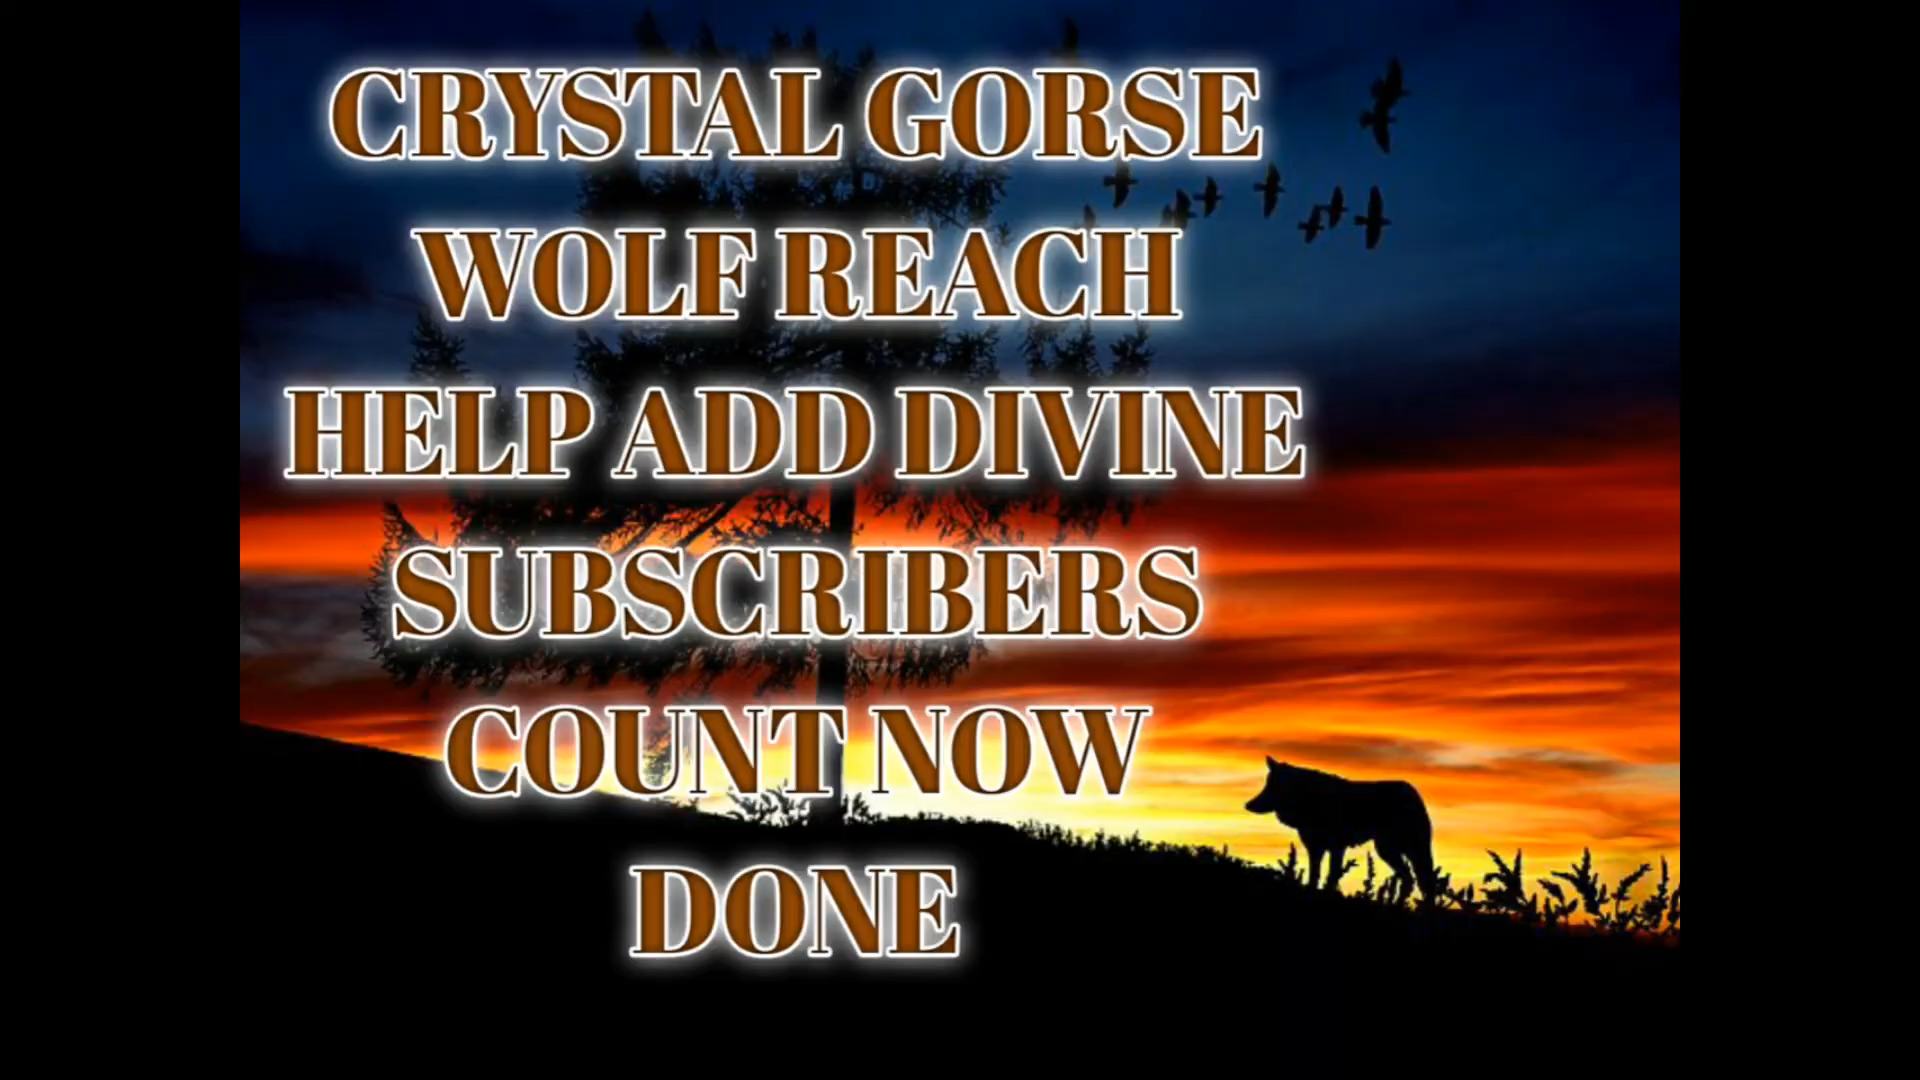 CRYSTAL GORSE
WOLF REACH
HELP ADD DIVINE
SUBSCRIBERS
COUNT NOW
DONE